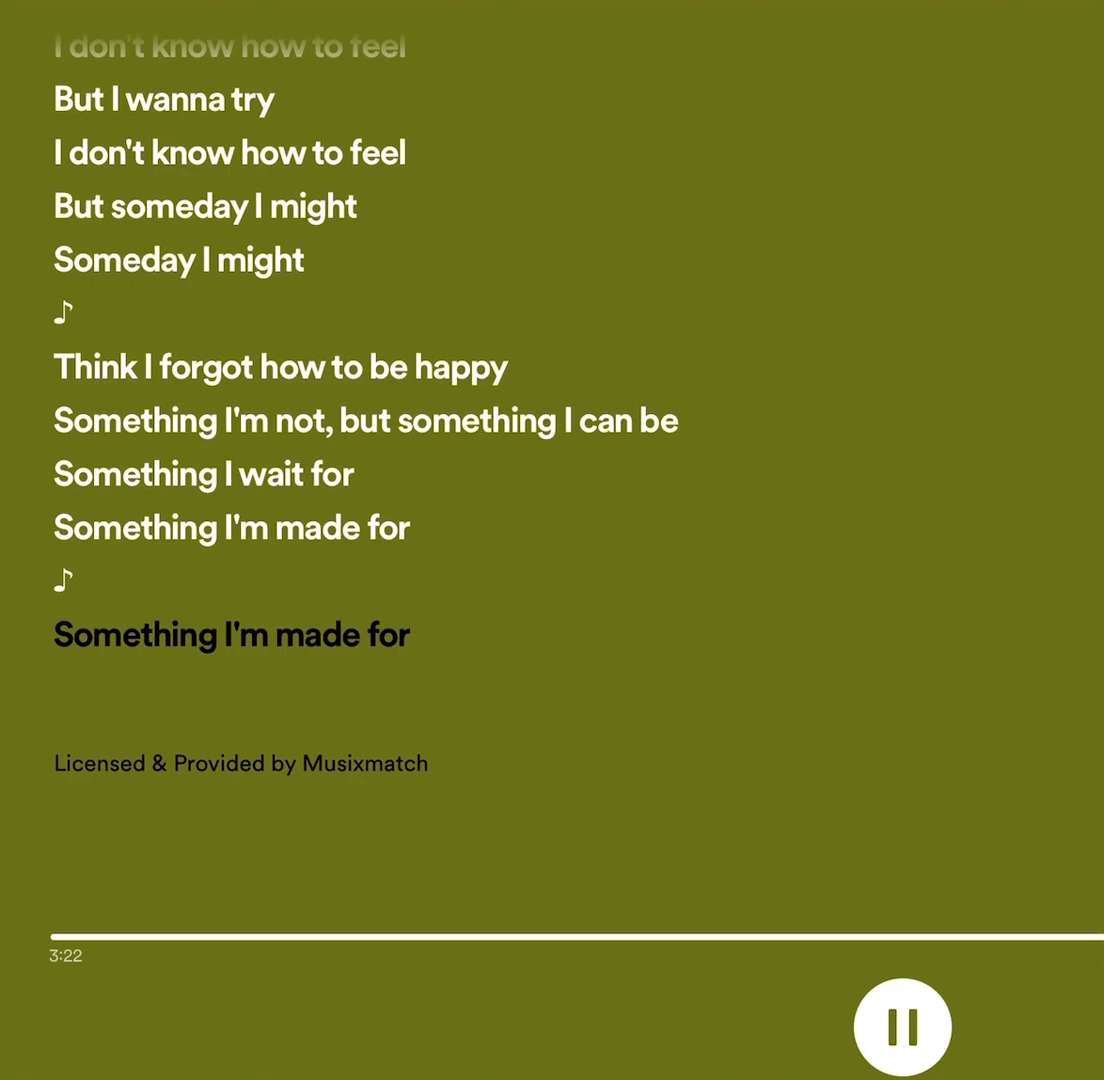 I don't know how to feel
But I wanna try
I don't know how to feel
But someday I might
Someday I might
♪
Think I forgot how to be happy
Something I'm not, but something I can be
Something I wait for
Something I'm made for
♪
Something I'm made for
Licensed & Provided by Musixmatch
3:22